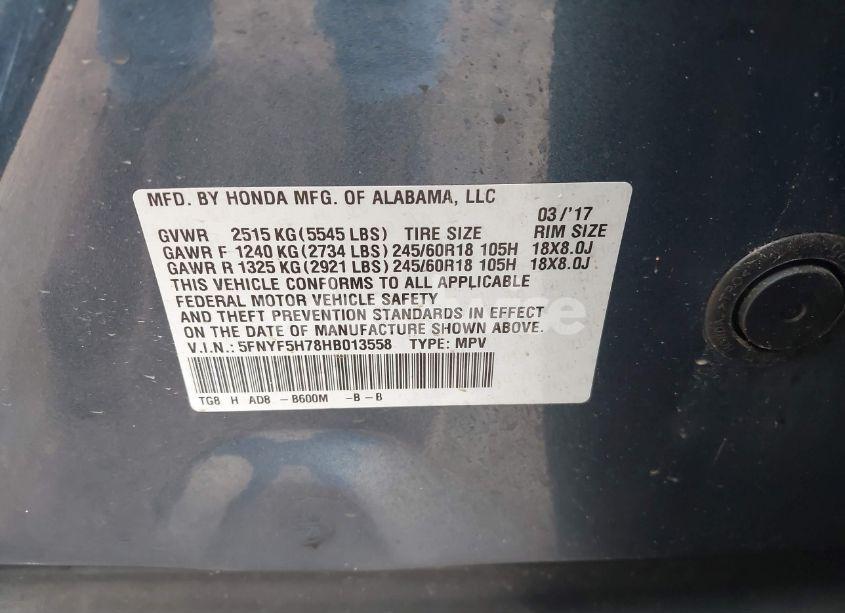 MFD. BY HONDA MFG. OF ALABAMA, LLC
03/'17
GVWR 2515 KG(5545 LBS) TIRE SIZE RIM SIZE
GAWR F 1240 KG(2734 LBS) 245/60R18 105H 18X8.0J
GAWR R 1325 KG(2921 LBS) 245/60R18 105H 18X8.0J
THIS VEHICLE CONFORMS TO ALL APPLICABLE
FEDERAL MOTOR VEHICLE SAFETY
AND THEFT PREVENTION STANDARDS IN EFFECT
ON THE DATE OF MANUFACTURE SHOWN ABOVE.
V.I.N.: 5FNYF5H78HB013558 TYPE: MPV
TG8 H AD8 - B600M -B - B